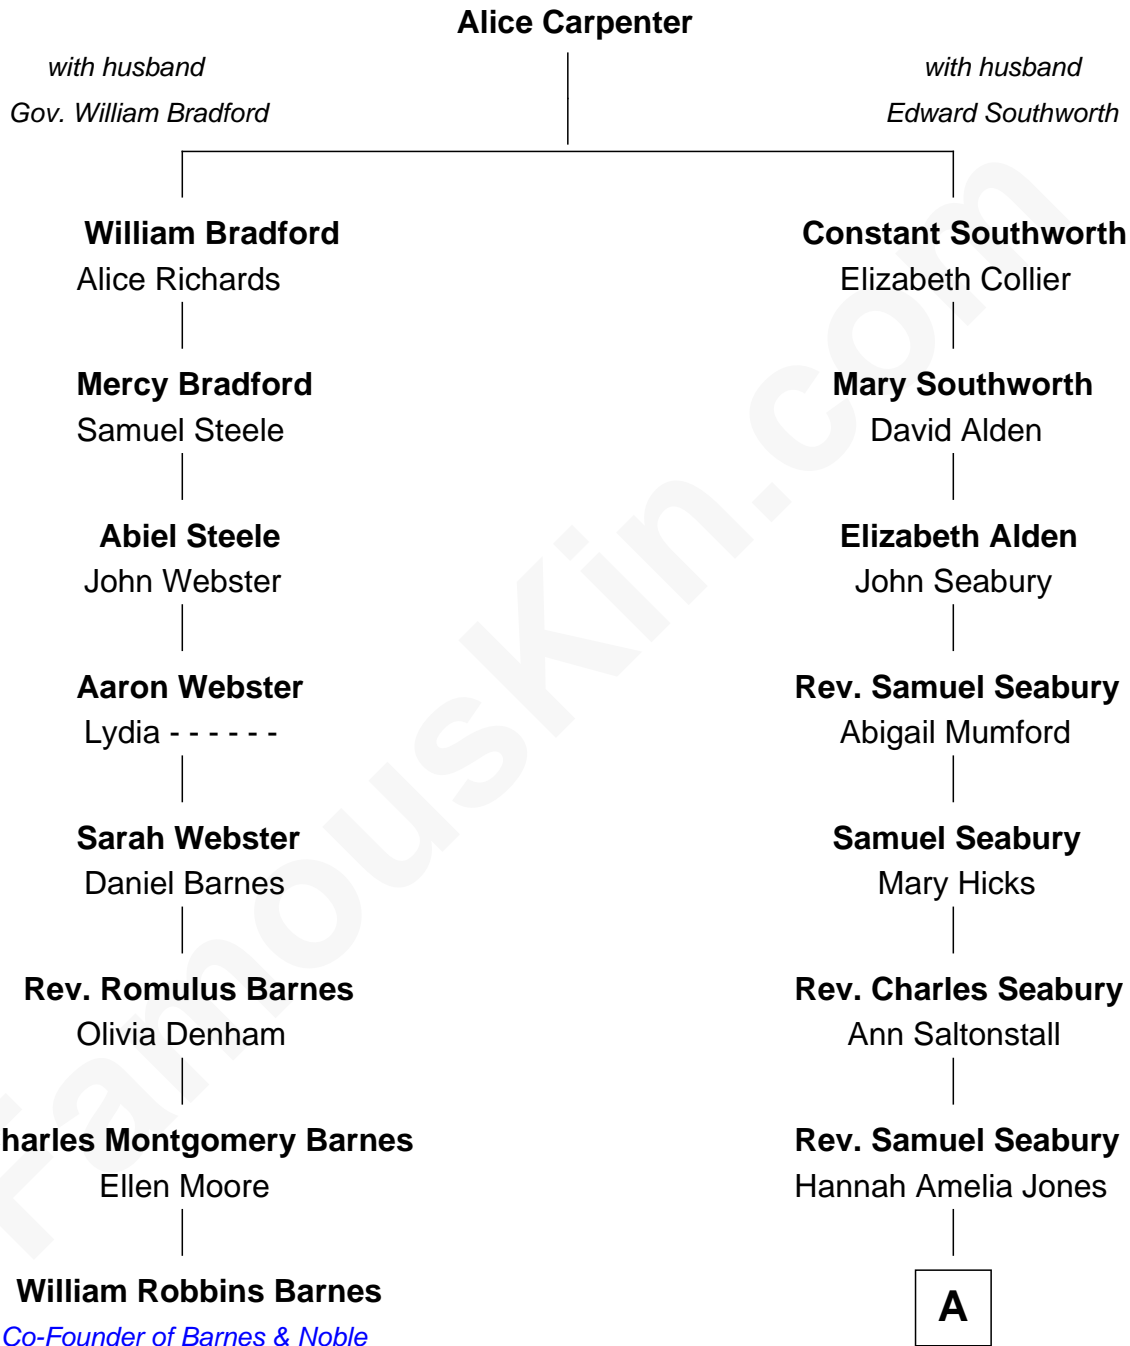 Alice Carpenter
with husband
Gov. William Bradford
with husband
Edward Southworth
William Bradford
Alice Richards
Constant Southworth
Elizabeth Collier
Mercy Bradford
Samuel Steele
Mary Southworth
David Alden
Abiel Steele
John Webster
Elizabeth Alden
John Seabury
Aaron Webster
Lydia - - - - - -
Rev. Samuel Seabury
Abigail Mumford
Sarah Webster
Daniel Barnes
Samuel Seabury
Mary Hicks
Rev. Romulus Barnes
Olivia Denham
Rev. Charles Seabury
Ann Saltonstall
harles Montgomery Barnes
Ellen Moore
Rev. Samuel Seabury
Hannah Amelia Jones
William Robbins Barnes
Co-Founder of Barnes & Noble
A
FamousKin.com